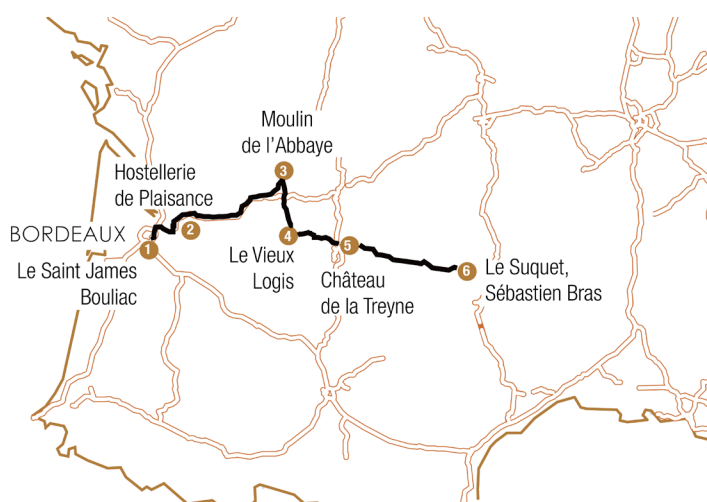 Moulin
de l'Abbaye
3
Hostellerie
de Plaisance
2
BORDEAUX
1
Le Saint James
Bouliac
4
Le Vieux
Logis
5
Château
de la Treyne
6
Le Suquet,
Sébastien Bras